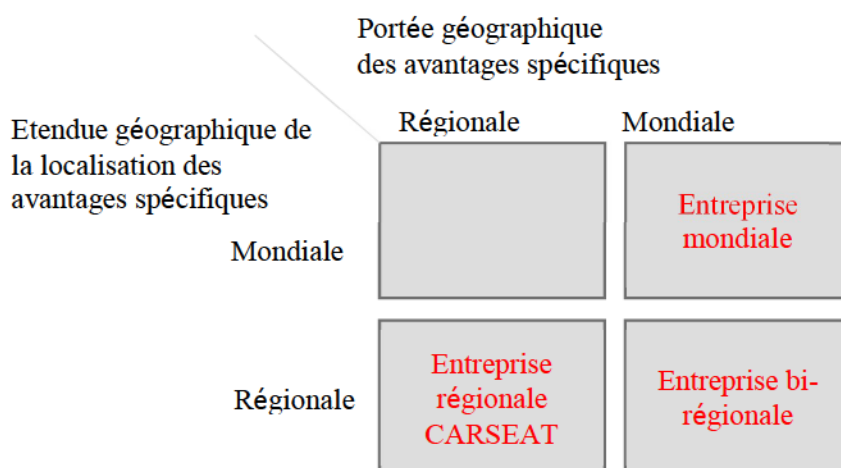 Portée géographique
des avantages spécifiques
Etendue géographique de
la localisation des
avantages spécifiques
Régionale
Mondiale
Mondiale
Entreprise
mondiale
Régionale
Entreprise
régionale
CARSEAT
Entreprise bi-
régionale